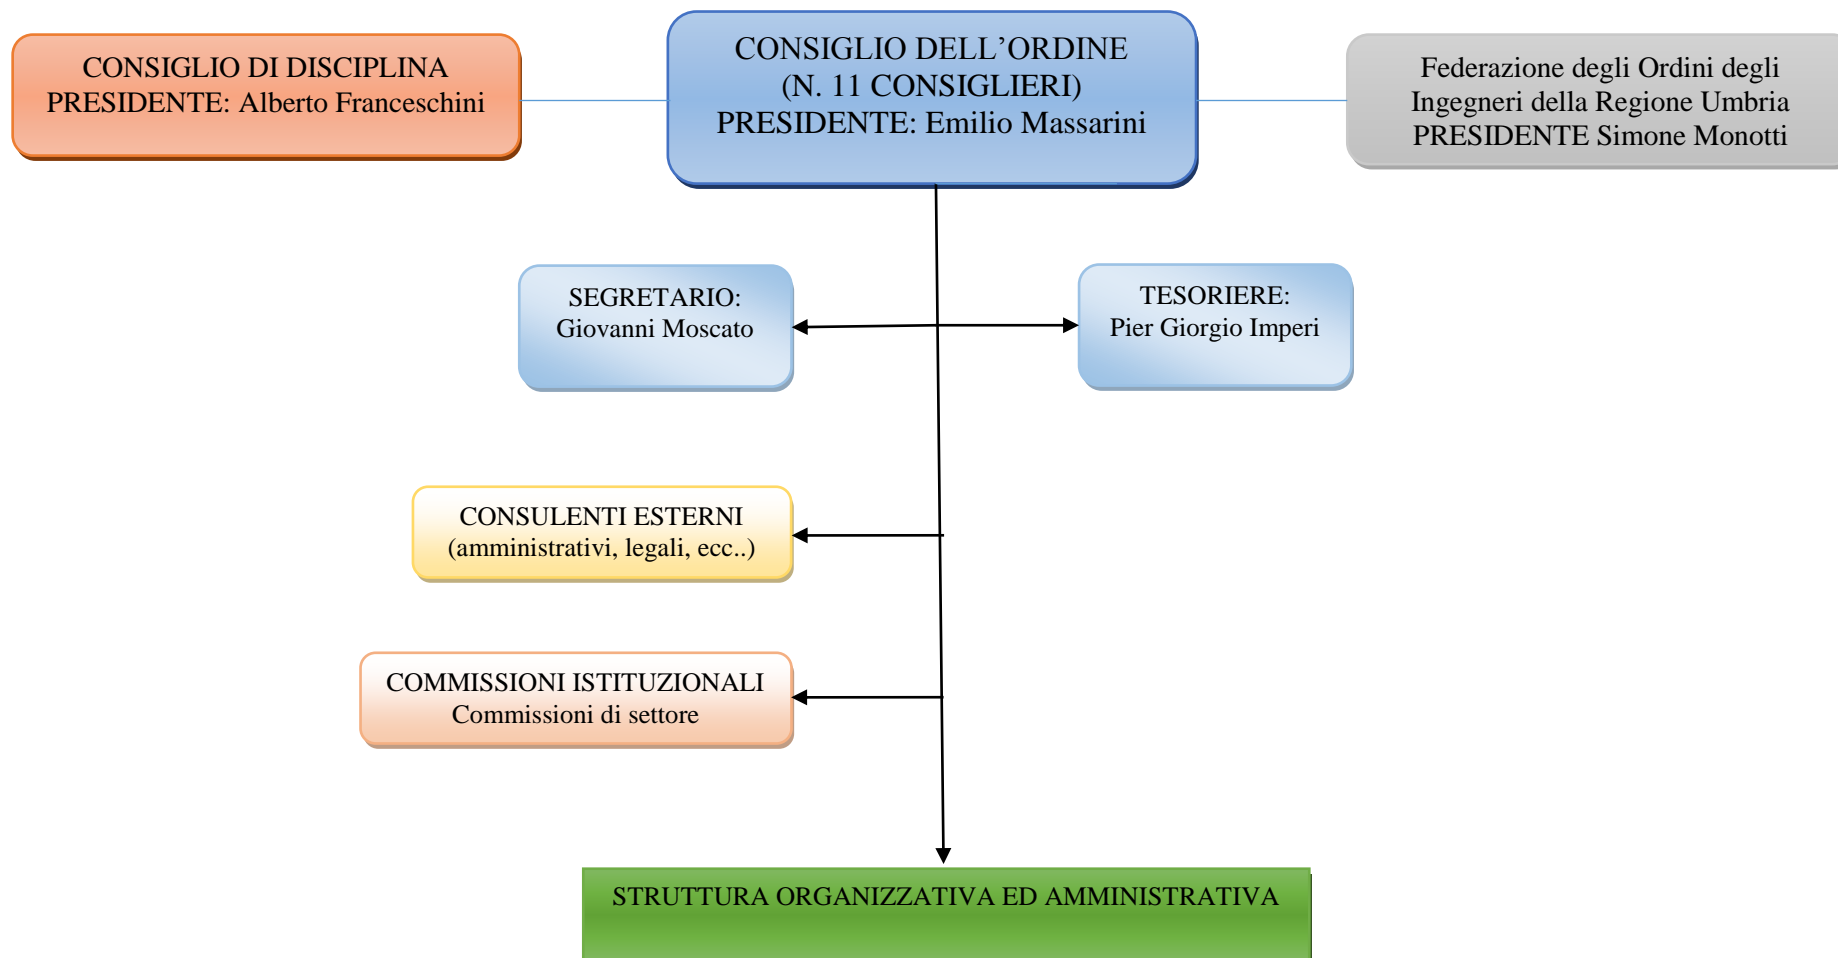 CONSIGLIO DI DISCIPLINA
PRESIDENTE: Alberto Franceschini
CONSIGLIO DELL’ORDINE
(N. 11 CONSIGLIERI)
PRESIDENTE: Emilio Massarini
Federazione degli Ordini degli
Ingegneri della Regione Umbria
PRESIDENTE Simone Monotti
SEGRETARIO:
Giovanni Moscato
TESORIERE:
Pier Giorgio Imperi
CONSULENTI ESTERNI
(amministrativi, legali, ecc..)
COMMISSIONI ISTITUZIONALI
Commissioni di settore
STRUTTURA ORGANIZZATIVA ED AMMINISTRATIVA